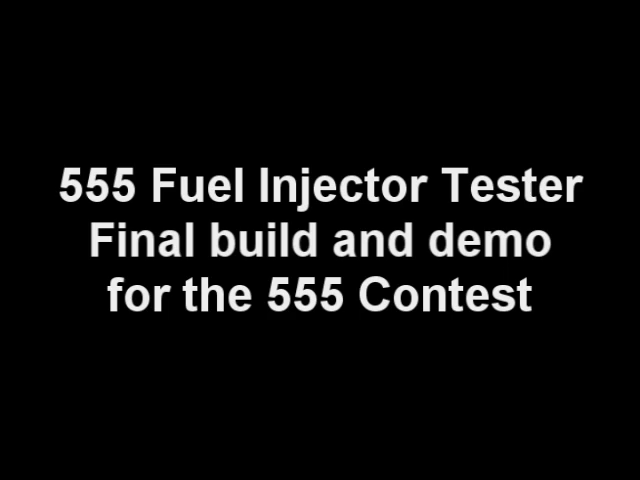 555 Fuel Injector Tester
Final build and demo
for the 555 Contest